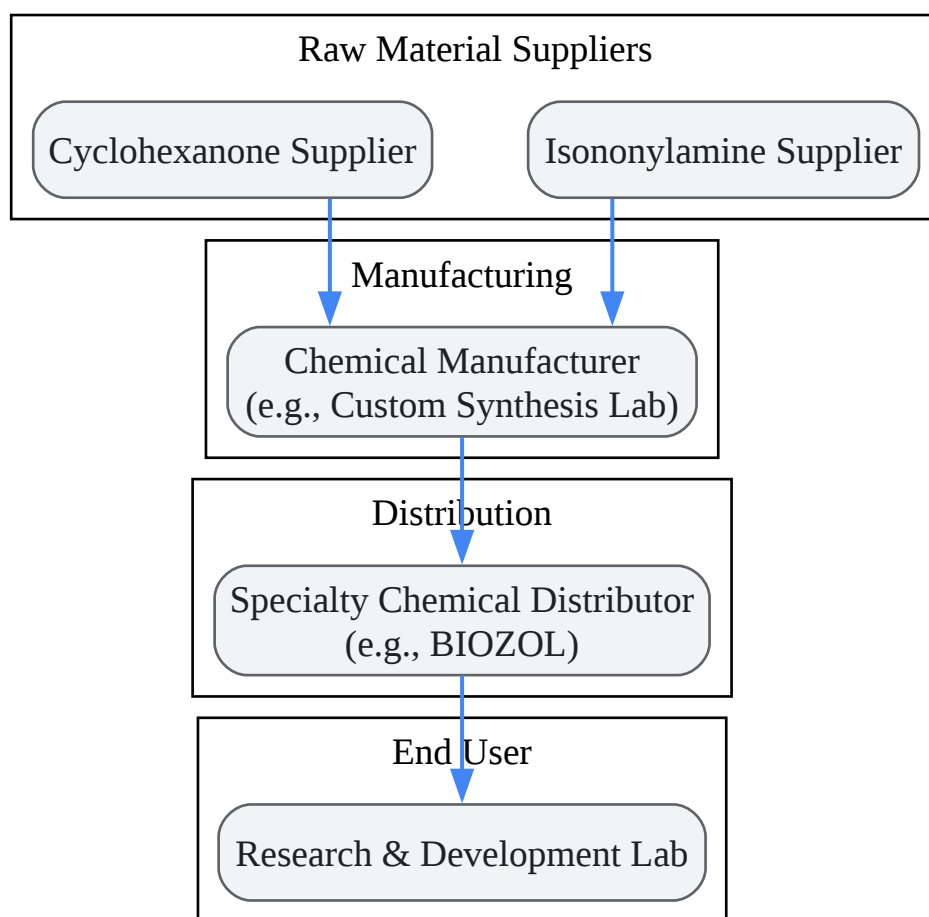 Raw Material Suppliers
Cyclohexanone Supplier
Isononylamine Supplier
Manufacturing
Chemical Manufacturer
(e.g., Custom Synthesis Lab)
Distribution
Specialty Chemical Distributor
(e.g., BIOZOL)
End User
Research & Development Lab